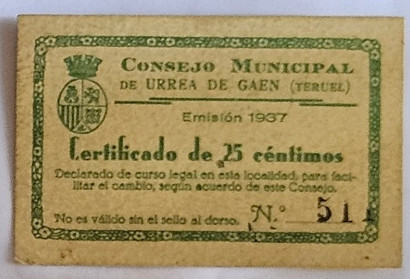 CONSEJO MUNICIPAL
DE URREA DE GAEN (TERUEL)
Emisión 1937
Certificado de 25 céntimos
Declarado de curso legal en esta localidad, para faci-
litar el cambio, según acuerdo de este Consejo.
No es válido sin el sello al dorso. N.º 511